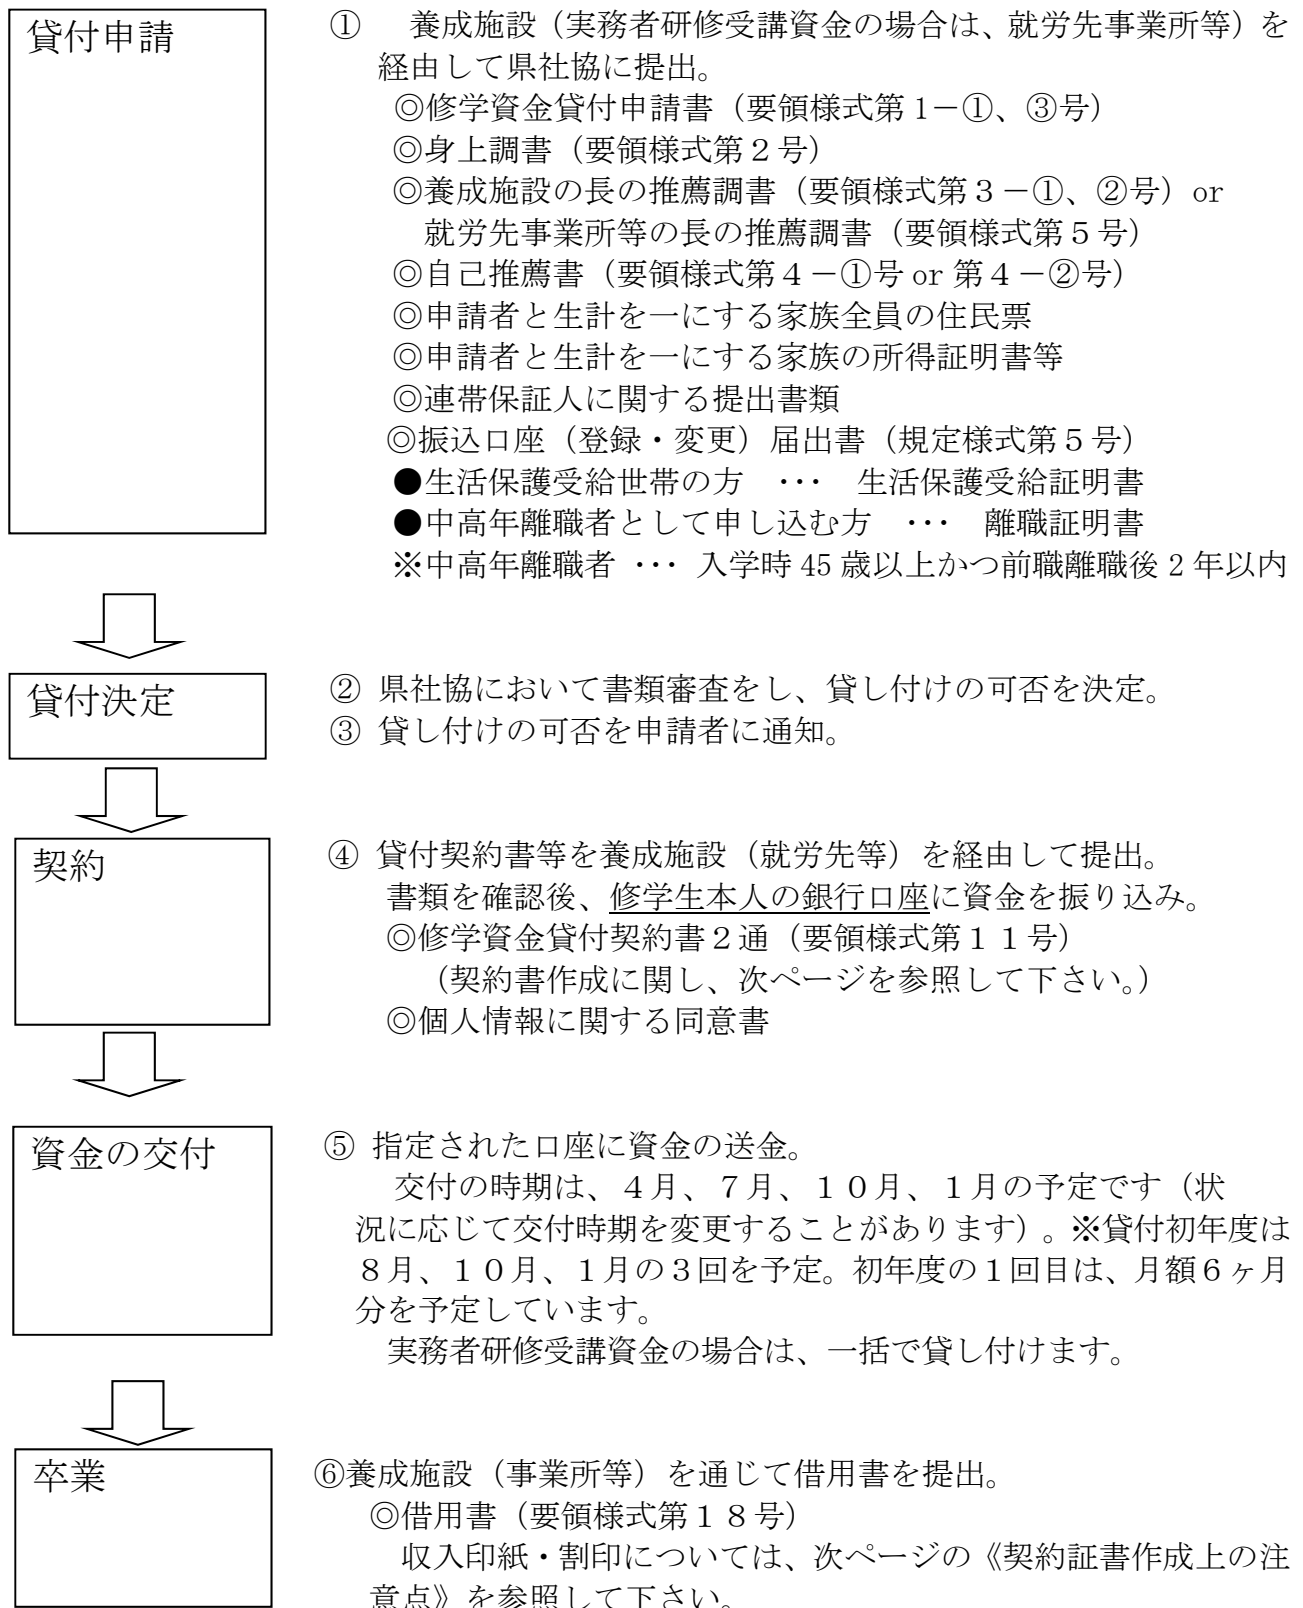 貸付申請
①　養成施設（実務者研修受講資金の場合は、就労先事業所等）を
経由して県社協に提出。
◎修学資金貸付申請書（要領様式第1－①、③号）
◎身上調書（要領様式第２号）
◎養成施設の長の推薦調書（要領様式第３－①、②号）or
就労先事業所等の長の推薦調書（要領様式第５号）
◎自己推薦書（要領様式第４－①号 or 第４－②号）
◎申請者と生計を一にする家族全員の住民票
◎申請者と生計を一にする家族の所得証明書等
◎連帯保証人に関する提出書類
◎振込口座（登録・変更）届出書（規定様式第５号）
●生活保護受給世帯の方　…　生活保護受給証明書
●中高年離職者として申し込む方　…　離職証明書
※中高年離職者 … 入学時 45 歳以上かつ前職離職後 2 年以内
貸付決定
② 県社協において書類審査をし、貸し付けの可否を決定。
③ 貸し付けの可否を申請者に通知。
契約
④ 貸付契約書等を養成施設（就労先等）を経由して提出。
書類を確認後、修学生本人の銀行口座に資金を振り込み。
◎修学資金貸付契約書２通（要領様式第１１号）
（契約書作成に関し、次ページを参照して下さい。）
◎個人情報に関する同意書
資金の交付
⑤ 指定された口座に資金の送金。
交付の時期は、４月、７月、１０月、１月の予定です（状
況に応じて交付時期を変更することがあります）。※貸付初年度は
８月、１０月、１月の３回を予定。初年度の１回目は、月額６ヶ月
分を予定しています。
実務者研修受講資金の場合は、一括で貸し付けます。
卒業
⑥養成施設（事業所等）を通じて借用書を提出。
◎借用書（要領様式第１８号）
収入印紙・割印については、次ページの《契約証書作成上の注
意点》を参照して下さい。